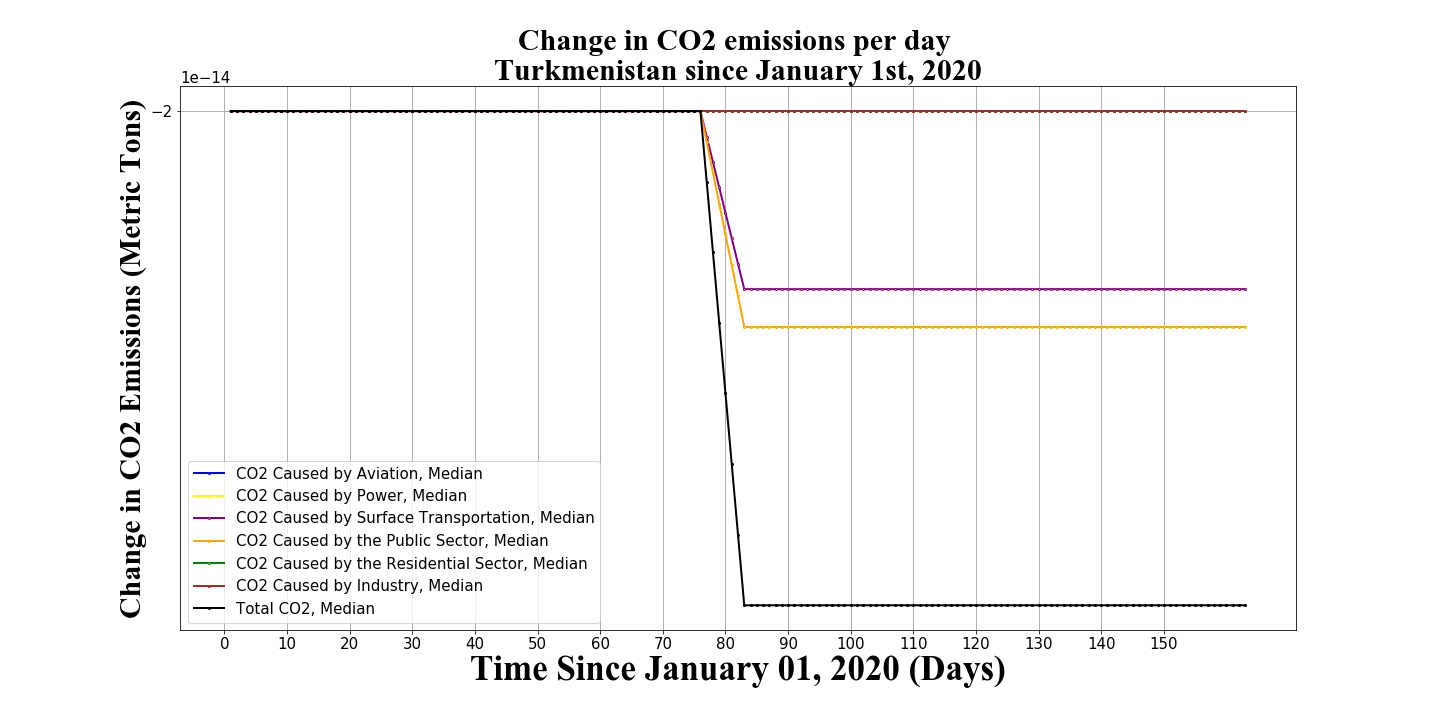 Change in CO2 emissions per day
Turkmenistan since January 1st, 2020
1e−14
−2
Change in CO2 Emissions (Metric Tons)
CO2 Caused by Aviation, Median
CO2 Caused by Power, Median
CO2 Caused by Surface Transportation, Median
CO2 Caused by the Public Sector, Median
CO2 Caused by the Residential Sector, Median
CO2 Caused by Industry, Median
Total CO2, Median
0 10 20 30 40 50 60 70 80 90 100 110 120 130 140 150
Time Since January 01, 2020 (Days)